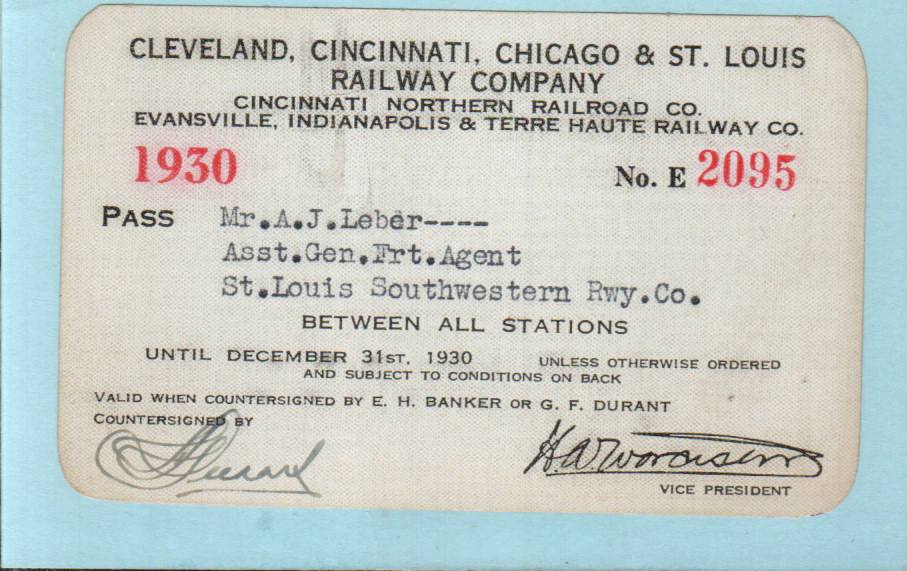 CLEVELAND, CINCINNATI, CHICAGO & ST. LOUIS
RAILWAY COMPANY
CINCINNATI NORTHERN RAILROAD CO.
EVANSVILLE, INDIANAPOLIS & TERRE HAUTE RAILWAY CO.
1930 No. E 2095
PASS Mr.A.J.Leber----
Asst.Gen.Frt.Agent
St.Louis Southwestern Rwy.Co.
BETWEEN ALL STATIONS
UNTIL DECEMBER 31ST, 1930 UNLESS OTHERWISE ORDERED
AND SUBJECT TO CONDITIONS ON BACK
VALID WHEN COUNTERSIGNED BY E. H. BANKER OR G. F. DURANT
COUNTERSIGNED BY
VICE PRESIDENT